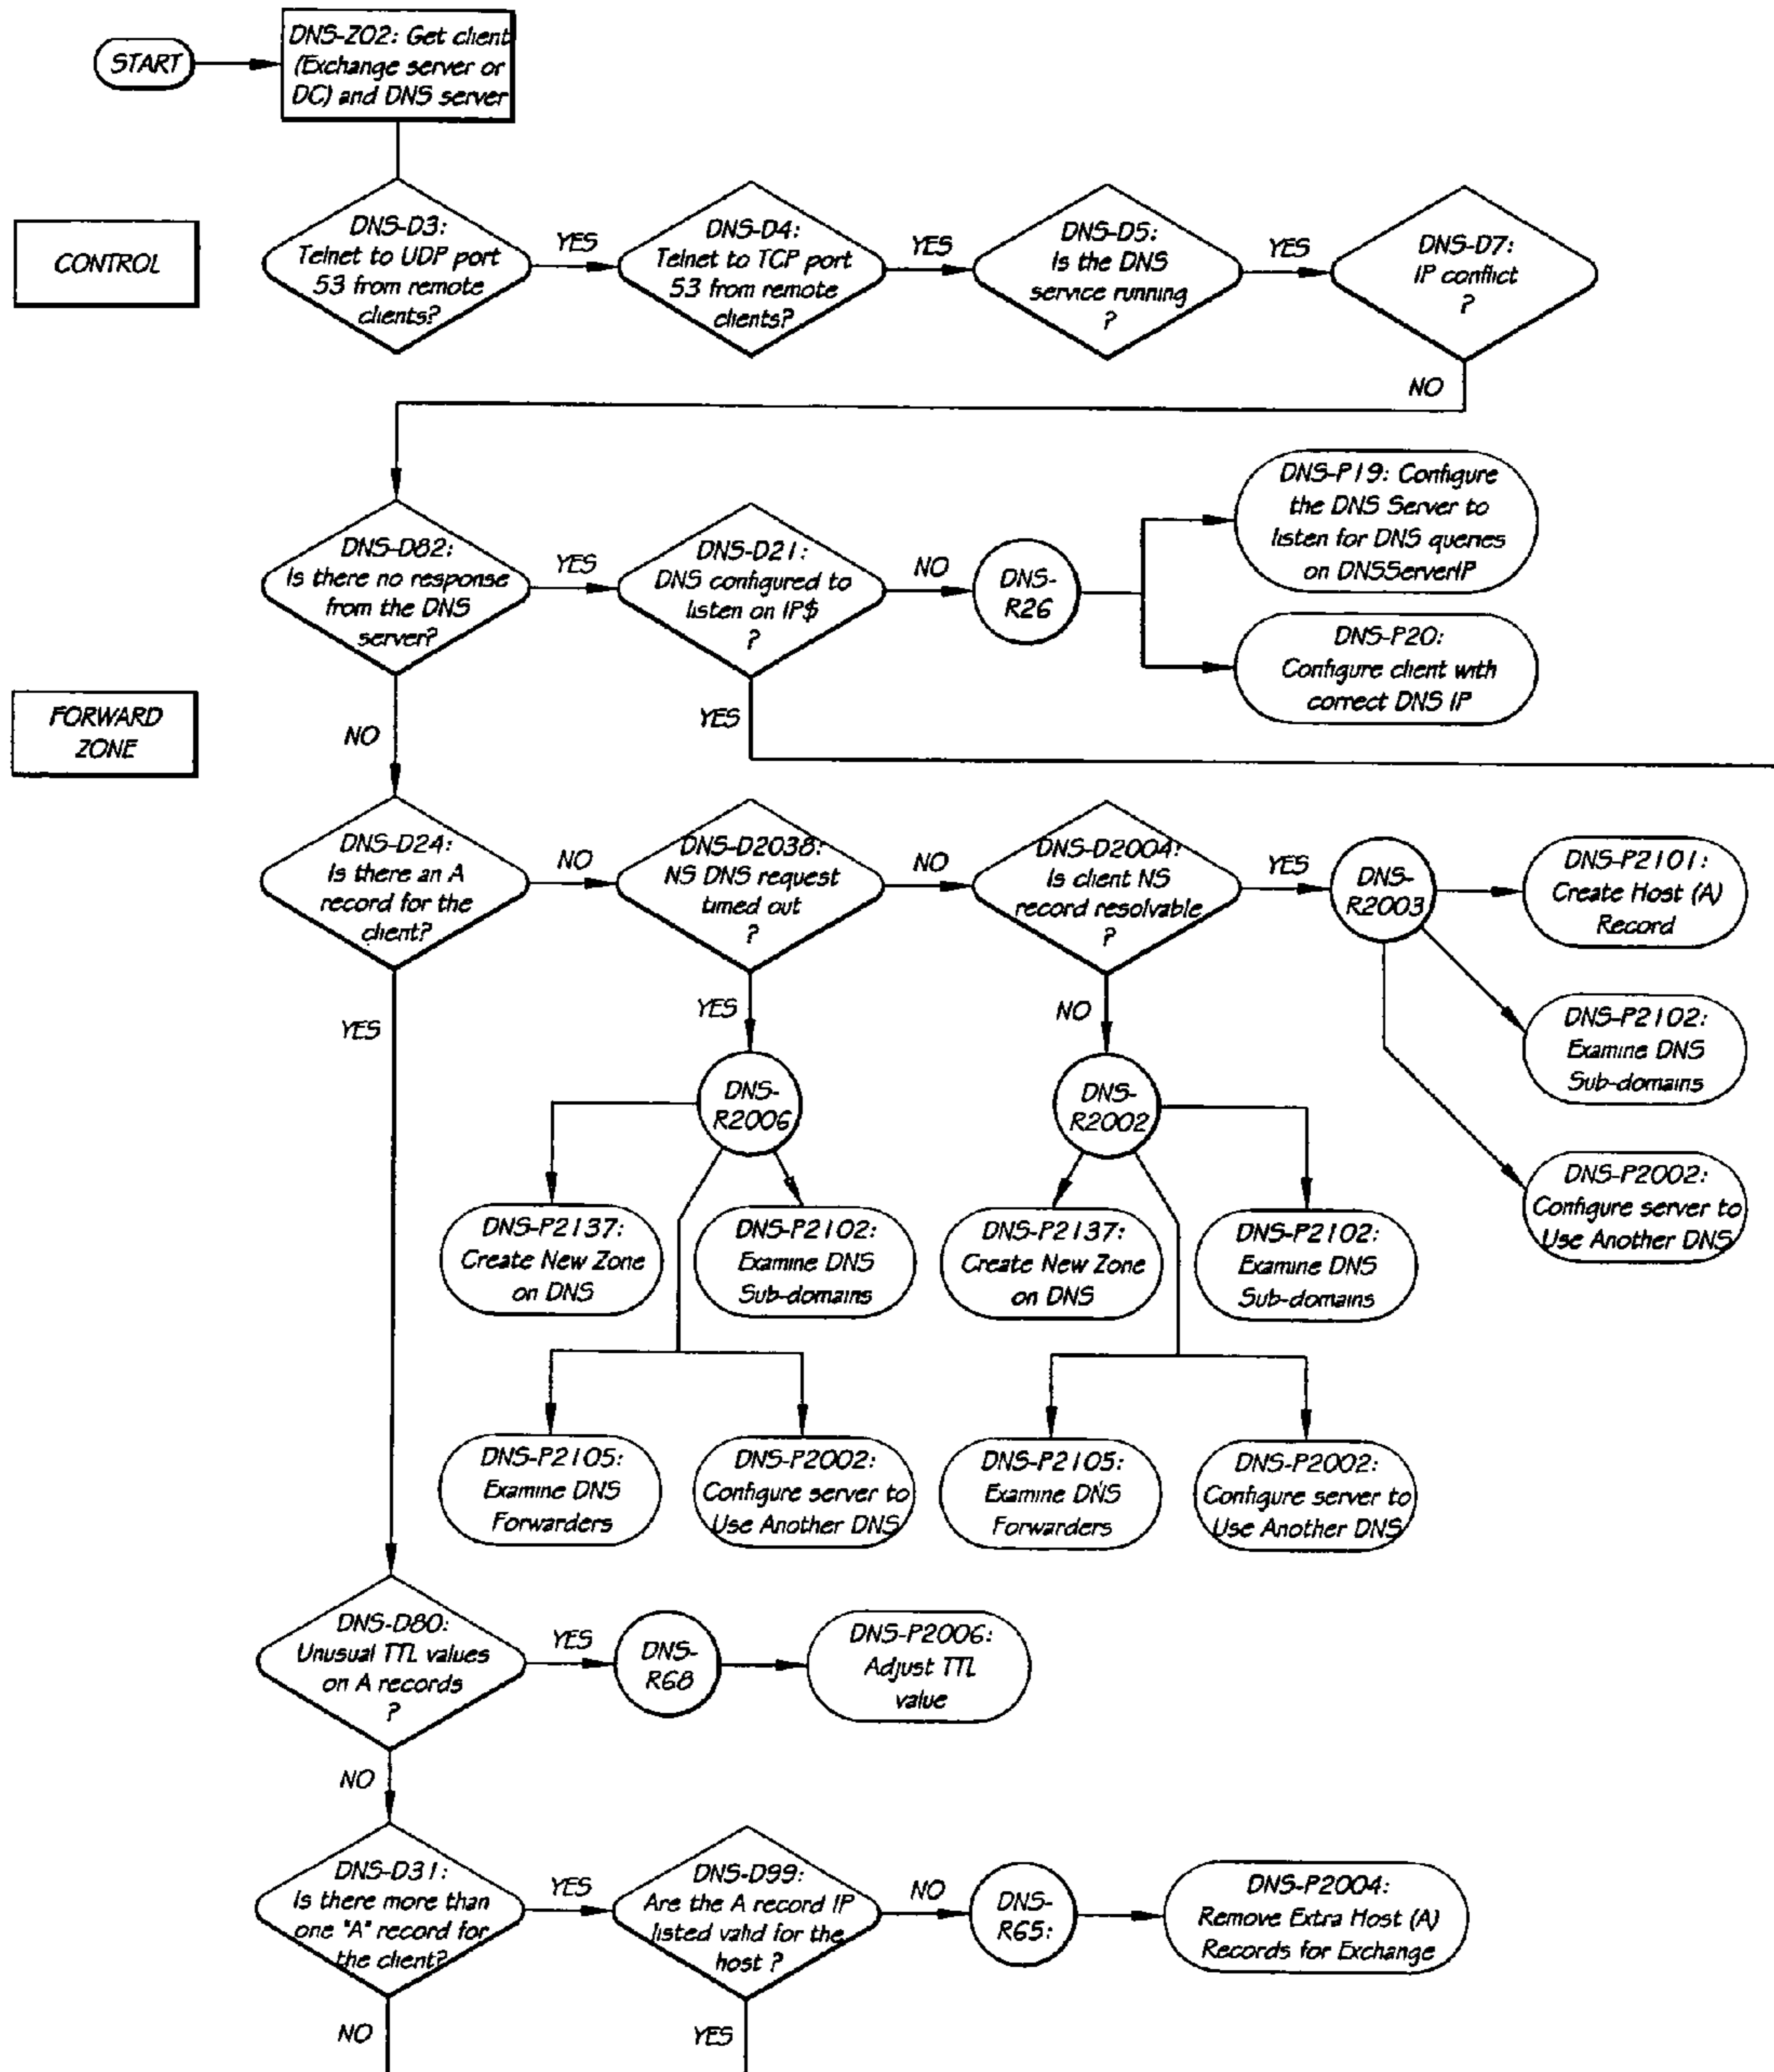 START
DNS-Z02: Get client
(Exchange server or
DC) and DNS server
CONTROL
DNS-D3:
Telnet to UDP port
53 from remote
clients?
YES
DNS-D4:
Telnet to TCP port
53 from remote
clients?
YES
DNS-D5:
Is the DNS
service running
?
YES
DNS-D7:
IP conflict
?
NO
DNS-D82:
Is there no response
from the DNS
server?
YES
DNS-D21:
DNS configured to
listen on IP$
?
NO
DNS-
R26
DNS-P19: Configure
the DNS Server to
listen for DNS queries
on DNSServerIP
DNS-P20:
Configure client with
correct DNS IP
FORWARD
ZONE
NO
YES
DNS-D24:
Is there an A
record for the
client?
NO
DNS-D2038:
NS DNS request
timed out
?
NO
DNS-D2004:
Is client NS
record resolvable
?
YES
DNS-
R2003
DNS-P2101:
Create Host (A)
Record
YES
YES
NO
DNS-P2102:
Examine DNS
Sub-domains
DNS-
R2006
DNS-
R2002
DNS-P2002:
Configure server to
Use Another DNS
DNS-P2137:
Create New Zone
on DNS
DNS-P2102:
Examine DNS
Sub-domains
DNS-P2137:
Create New Zone
on DNS
DNS-P2102:
Examine DNS
Sub-domains
DNS-P2105:
Examine DNS
Forwarders
DNS-P2002:
Configure server to
Use Another DNS
DNS-P2105:
Examine DNS
Forwarders
DNS-P2002:
Configure server to
Use Another DNS
DNS-D80:
Unusual TTL values
on A records
?
YES
DNS-
R68
DNS-P2006:
Adjust TTL
value
NO
DNS-D31:
Is there more than
one "A" record for
the client?
YES
DNS-D99:
Are the A record IP
listed valid for the
host ?
NO
DNS-
R65:
DNS-P2004:
Remove Extra Host (A)
Records for Exchange
NO
YES